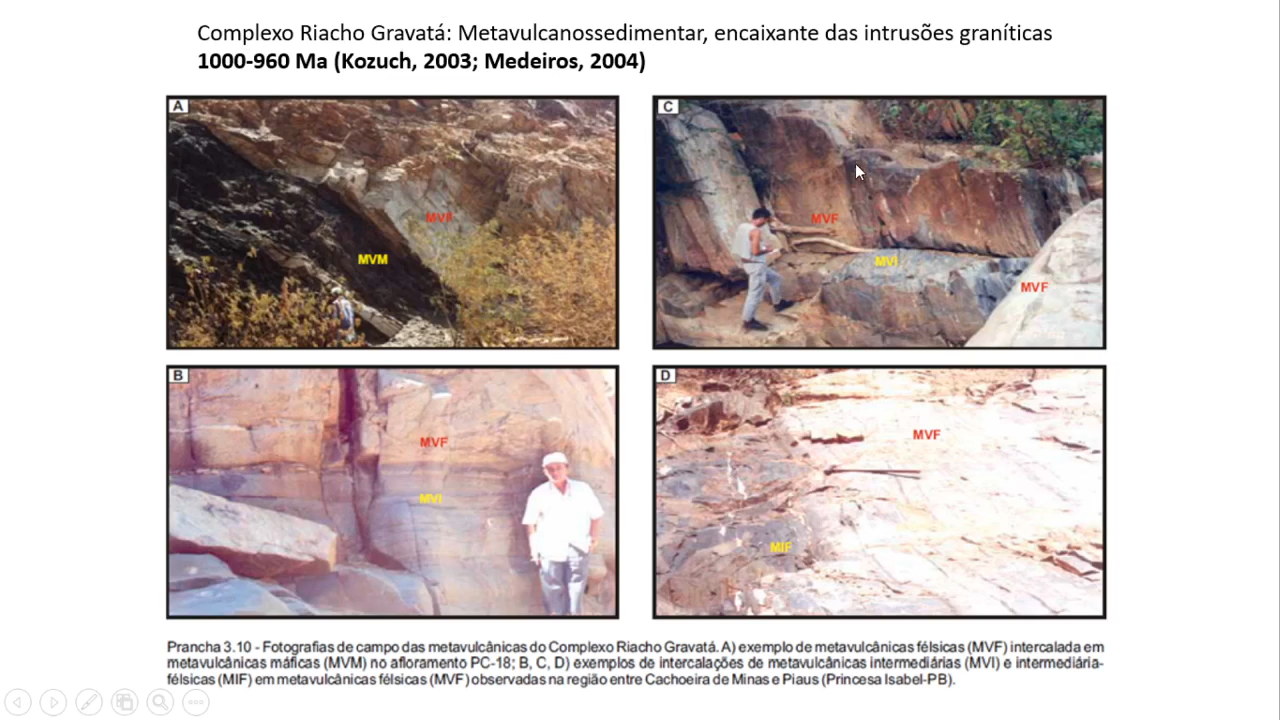 Complexo Riacho Gravatá: Metavulcanossedimentar, encaixante das intrusões graníticas
1000-960 Ma (Kozuch, 2003; Medeiros, 2004)
A
MVF
MVM
C
MVF
MVI
MVF
B
MVF
MVI
D
MVF
MIF
Prancha 3.10 - Fotografias de campo das metavulcânicas do Complexo Riacho Gravatá. A) exemplo de metavulcânicas félsicas (MVF) intercalada em
metavulcânicas máficas (MVM) no afloramento PC-18; B, C, D) exemplos de intercalações de metavulcânicas intermediárias (MVI) e intermediária-
félsicas (MIF) em metavulcânicas félsicas (MVF) observadas na região entre Cachoeira de Minas e Piaus (Princesa Isabel-PB).